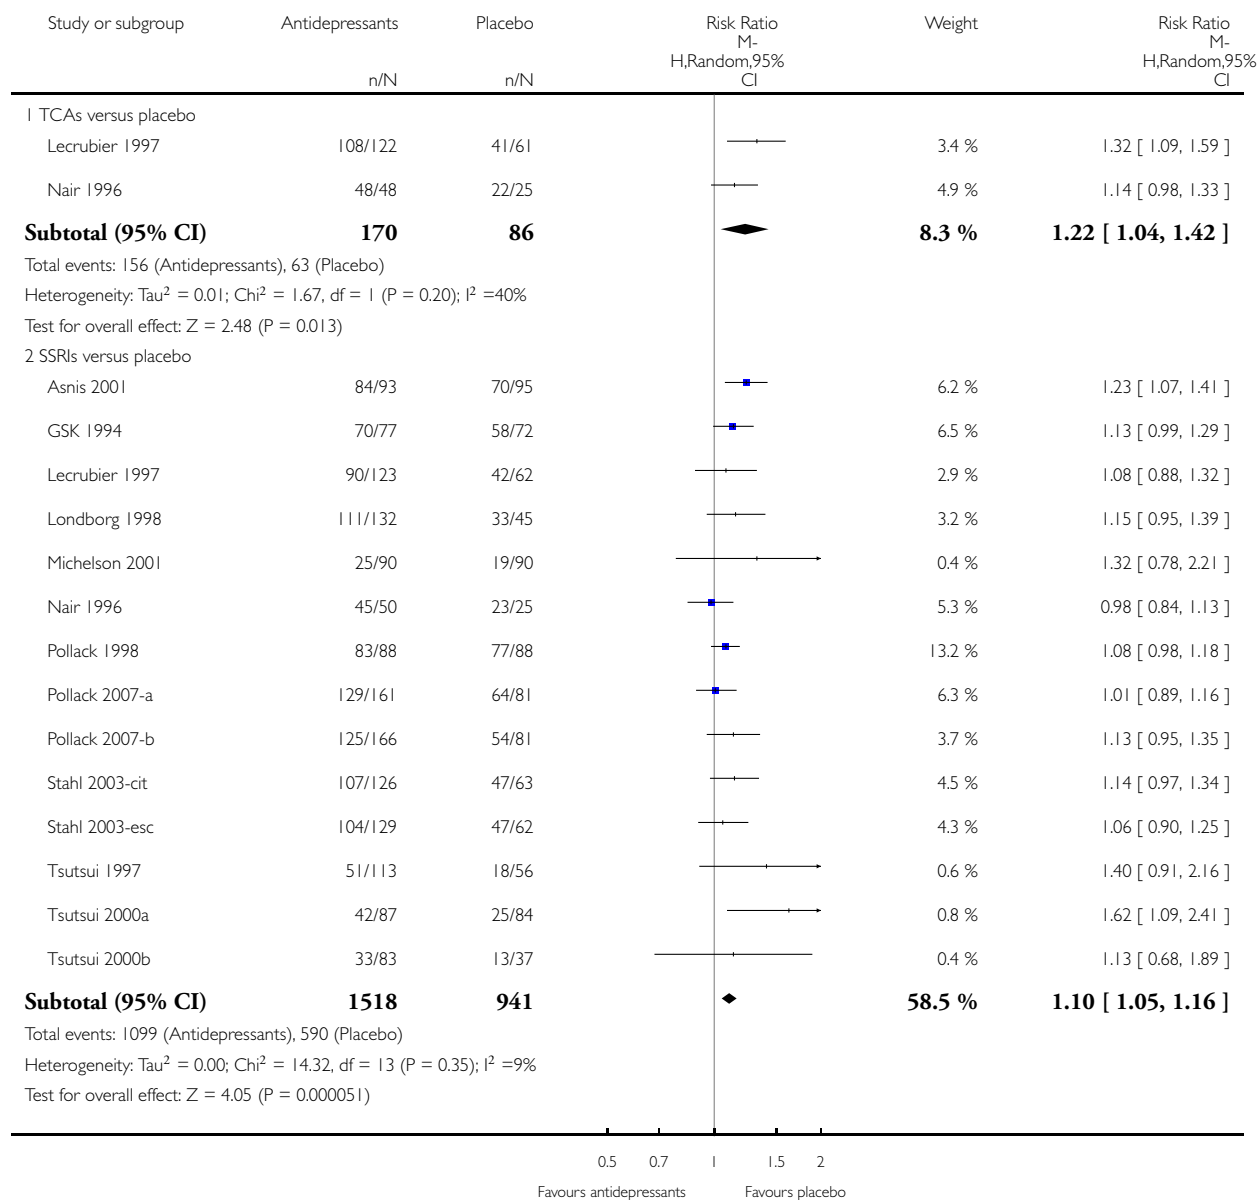 Study or subgroup Antidepressants Placebo Risk Ratio Weight Risk Ratio
M- M-
H,Random,95% H,Random,95%
n/N n/N CI CI
1 TCAs versus placebo
Lecrubier 1997 108/122 41/61 3.4 % 1.32 [ 1.09, 1.59 ]
Nair 1996 48/48 22/25 4.9 % 1.14 [ 0.98, 1.33 ]
Subtotal (95% CI) 170 86 8.3 % 1.22 [ 1.04, 1.42 ]
Total events: 156 (Antidepressants), 63 (Placebo)
Heterogeneity: Tau² = 0.01; Chi² = 1.67, df = 1 (P = 0.20); I² =40%
Test for overall effect: Z = 2.48 (P = 0.013)
2 SSRIs versus placebo
Asnis 2001 84/93 70/95 6.2 % 1.23 [ 1.07, 1.41 ]
GSK 1994 70/77 58/72 6.5 % 1.13 [ 0.99, 1.29 ]
Lecrubier 1997 90/123 42/62 2.9 % 1.08 [ 0.88, 1.32 ]
Londborg 1998 111/132 33/45 3.2 % 1.15 [ 0.95, 1.39 ]
Michelson 2001 25/90 19/90 0.4 % 1.32 [ 0.78, 2.21 ]
Nair 1996 45/50 23/25 5.3 % 0.98 [ 0.84, 1.13 ]
Pollack 1998 83/88 77/88 13.2 % 1.08 [ 0.98, 1.18 ]
Pollack 2007-a 129/161 64/81 6.3 % 1.01 [ 0.89, 1.16 ]
Pollack 2007-b 125/166 54/81 3.7 % 1.13 [ 0.95, 1.35 ]
Stahl 2003-cit 107/126 47/63 4.5 % 1.14 [ 0.97, 1.34 ]
Stahl 2003-esc 104/129 47/62 4.3 % 1.06 [ 0.90, 1.25 ]
Tsutsui 1997 51/113 18/56 0.6 % 1.40 [ 0.91, 2.16 ]
Tsutsui 2000a 42/87 25/84 0.8 % 1.62 [ 1.09, 2.41 ]
Tsutsui 2000b 33/83 13/37 0.4 % 1.13 [ 0.68, 1.89 ]
Subtotal (95% CI) 1518 941 58.5 % 1.10 [ 1.05, 1.16 ]
Total events: 1099 (Antidepressants), 590 (Placebo)
Heterogeneity: Tau² = 0.00; Chi² = 14.32, df = 13 (P = 0.35); I² =9%
Test for overall effect: Z = 4.05 (P = 0.000051)
0.5 0.7 1 1.5 2
Favours antidepressants Favours placebo